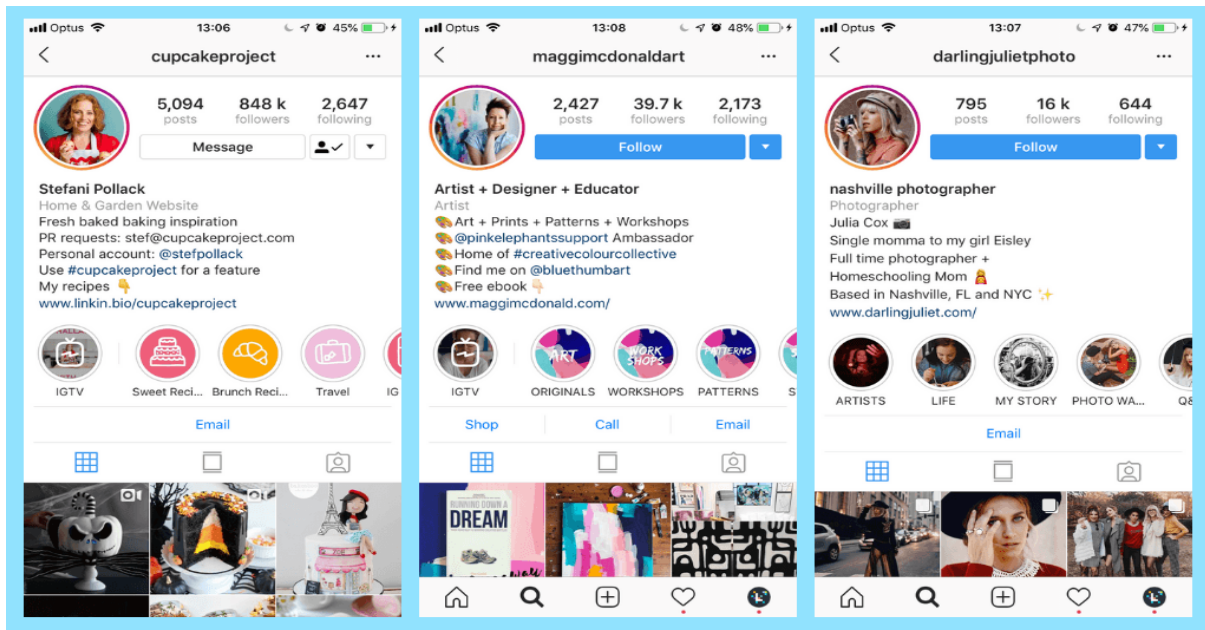 Optus 13:06 45%
cupcakeproject
5,094 848 k 2,647
posts followers following
Message
Stefani Pollack
Home & Garden Website
Fresh baked baking inspiration
PR requests: stef@cupcakeproject.com
Personal account: @stefpollack
Use #cupcakeproject for a feature
My recipes
www.linkin.bio/cupcakeproject
IGTV Sweet Reci... Brunch Reci... Travel IG
Email
Optus 13:08 48%
maggimcdonaldart
2,427 39.7 k 2,173
posts followers following
Follow
Artist + Designer + Educator
Artist
Art + Prints + Patterns + Workshops
@pinkelephantssupport Ambassador
Home of #creativecolourcollective
Find me on @bluethumbart
Free ebook
www.maggimcdonald.com/
ART WORK SHOPS PATTERNS
IGTV ORIGINALS WORKSHOPS PATTERNS S
Shop Call Email
RUNNING DOWN A
DREAM
Optus 13:07 47%
darlingjulietphoto
795 16 k 644
posts followers following
Follow
nashville photographer
Photographer
Julia Cox
Single momma to my girl Eisley
Full time photographer +
Homeschooling Mom
Based in Nashville, FL and NYC
www.darlingjuliet.com/
ARTISTS LIFE MY STORY PHOTO WA... Q&
Email